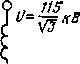 U = 115/√3 кВ